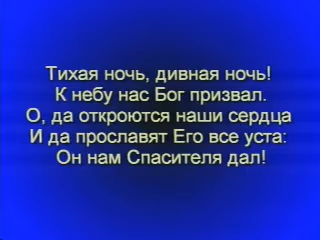 Тихая ночь, дивная ночь!
К небу нас Бог призвал.
О, да откроются наши сердца
И да прославят Его все уста:
Он нам Спасителя дал!